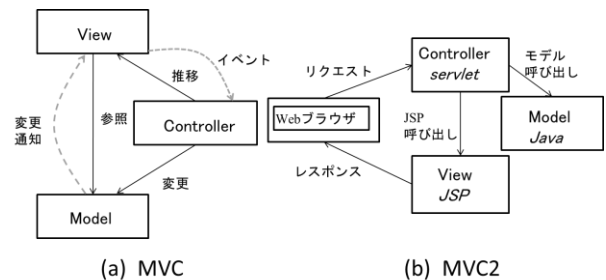 View
イベント
推移
変更
通知
参照
Controller
変更
Model
(a) MVC
リクエスト
Controller
servlet
モデル
呼び出し
Webブラウザ
JSP
呼び出し
Model
Java
レスポンス
View
JSP
(b) MVC2